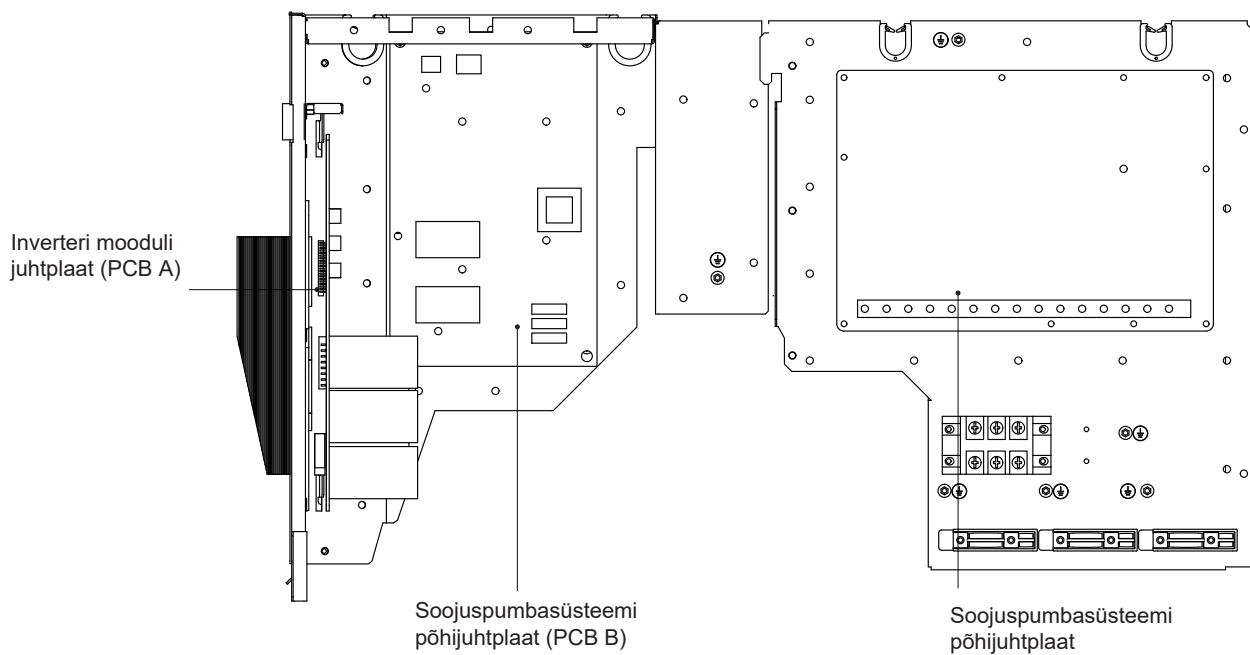 Inverteri mooduli
juhtplaat (PCB A)
Soojuspumbasüsteemi
põhijuhtplaat (PCB B)
Soojuspumbasüsteemi
põhijuhtplaat